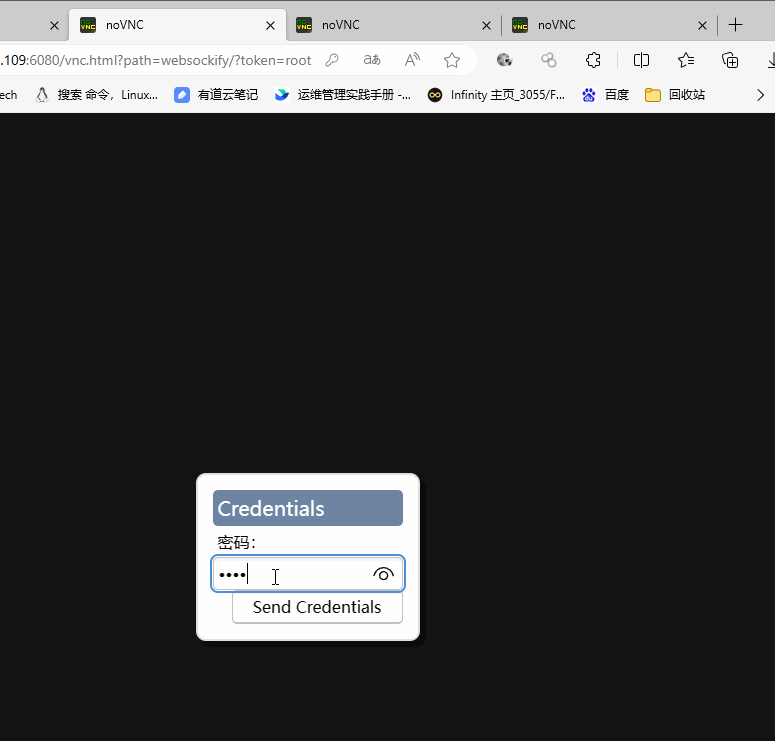 noVNC
noVNC
noVNC
.109:6080/vnc.html?path=websockify/?token=root
ech 搜索 命令，Linux... 有道云笔记 运维管理实践手册 -... Infinity 主页_3055/F... 百度 回收站
Credentials
密码：
••••
Send Credentials